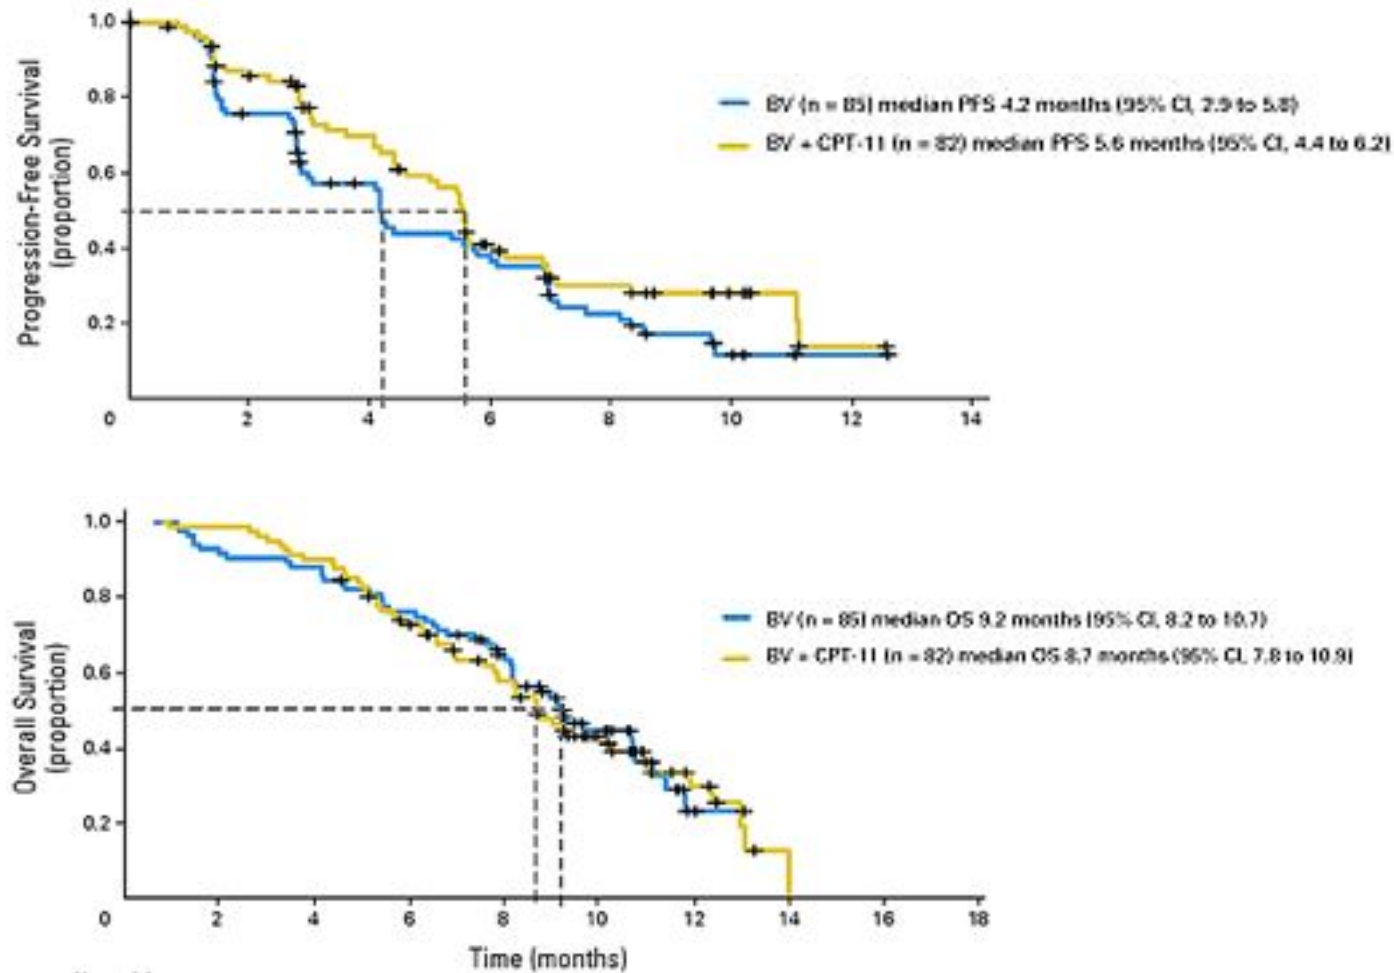 Progression-Free Survival
(proportion)
1.0
0.8
0.6
0.4
0.2
0 2 4 6 8 10 12 14
BV (n = 85) median PFS 4.2 months (95% CI, 2.9 to 5.8)
BV + CPT-11 (n = 82) median PFS 5.6 months (95% CI, 4.4 to 6.2)
Overall Survival
(proportion)
1.0
0.8
0.6
0.4
0.2
0 2 4 6 8 10 12 14 16 18
BV (n = 85) median OS 9.2 months (95% CI, 8.2 to 10.7)
BV + CPT-11 (n = 82) median OS 8.7 months (95% CI, 7.8 to 10.9)
Time (months)